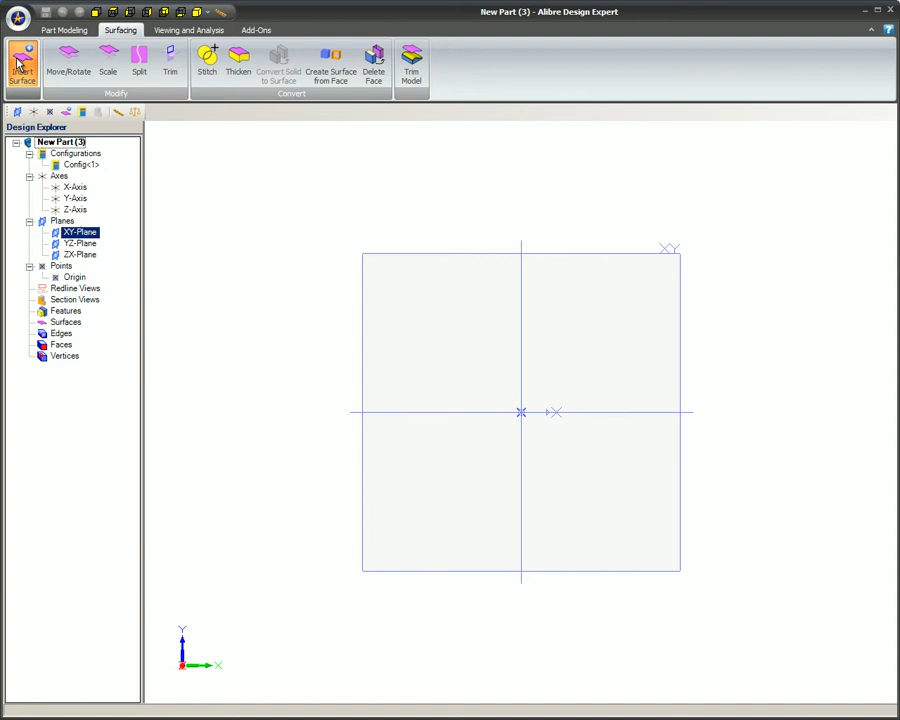 New Part (3) - Alibre Design Expert
Part Modeling Surfacing Viewing and Analysis Add-Ons
Insert Surface
Move/Rotate Scale Split Trim
Stitch Thicken Convert Solid to Surface Create Surface from Face Delete Face
Trim Model
Modify Convert
Design Explorer
New Part (3)
Configurations
Config<1>
Axes
X-Axis
Y-Axis
Z-Axis
Planes
XY-Plane
YZ-Plane
ZX-Plane
Points
Origin
Redline Views
Section Views
Features
Surfaces
Edges
Faces
Vertices
XY
X
Y
X